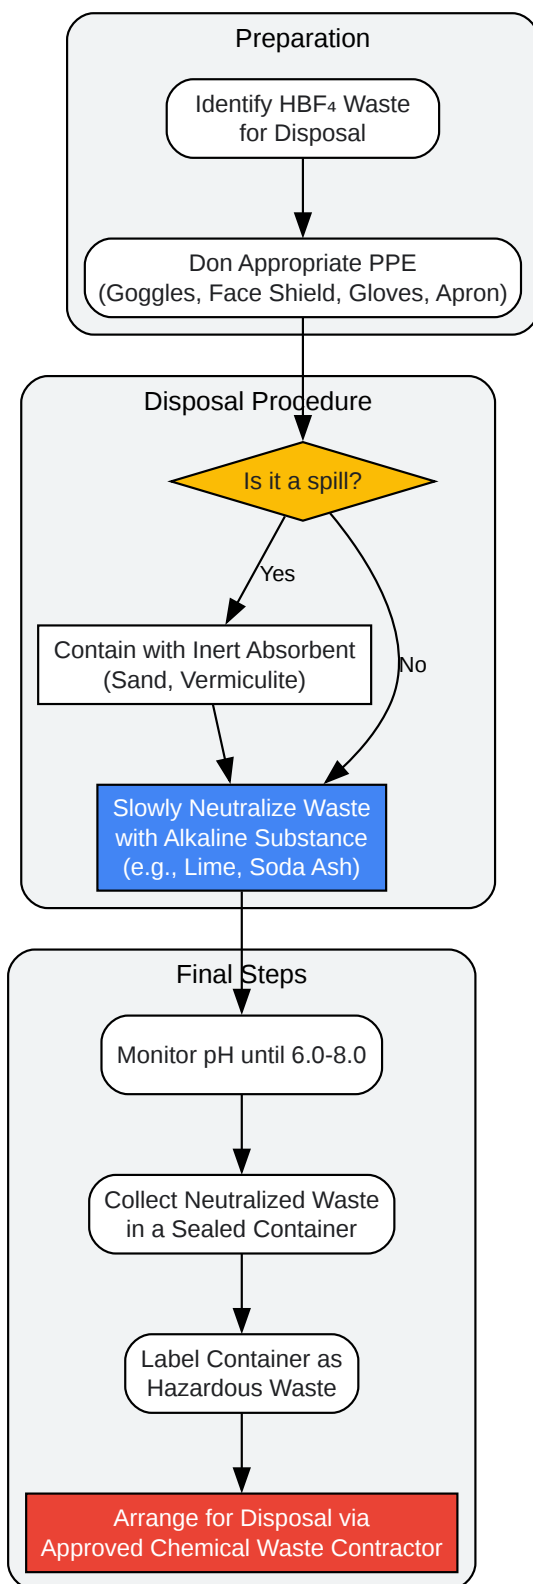 Preparation
Identify HBF₄ Waste
for Disposal
Don Appropriate PPE
(Goggles, Face Shield, Gloves, Apron)
Disposal Procedure
Is it a spill?
Yes
Contain with Inert Absorbent
(Sand, Vermiculite)
No
Slowly Neutralize Waste
with Alkaline Substance
(e.g., Lime, Soda Ash)
Final Steps
Monitor pH until 6.0-8.0
Collect Neutralized Waste
in a Sealed Container
Label Container as
Hazardous Waste
Arrange for Disposal via
Approved Chemical Waste Contractor